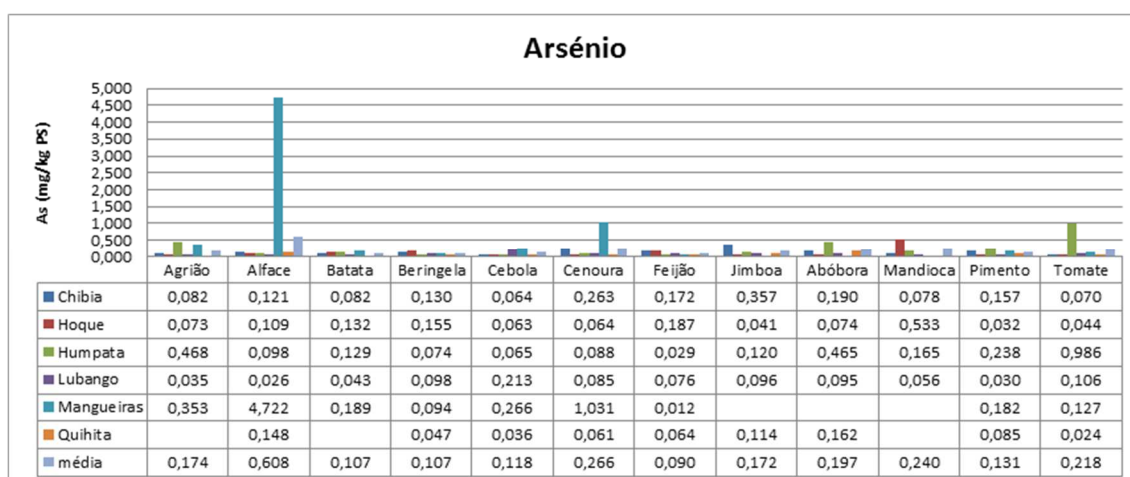 Arsénio
As (mg/kg PS)
5,000
4,500
4,000
3,500
3,000
2,500
2,000
1,500
1,000
0,500
0,000
Agrião Alface Batata Beringela Cebola Cenoura Feijão Jimboa Abóbora Mandioca Pimento Tomate
Chibia 0,082 0,121 0,082 0,130 0,064 0,263 0,172 0,357 0,190 0,078 0,157 0,070
Hoque 0,073 0,109 0,132 0,155 0,063 0,064 0,187 0,041 0,074 0,533 0,032 0,044
Humpata 0,468 0,098 0,129 0,074 0,065 0,088 0,029 0,120 0,465 0,165 0,238 0,986
Lubango 0,035 0,026 0,043 0,098 0,213 0,085 0,076 0,096 0,095 0,056 0,030 0,106
Mangueiras 0,353 4,722 0,189 0,094 0,266 1,031 0,012 0,182 0,127
Quihita 0,148 0,047 0,036 0,061 0,064 0,114 0,162 0,085 0,024
média 0,174 0,608 0,107 0,107 0,118 0,266 0,090 0,172 0,197 0,240 0,131 0,218